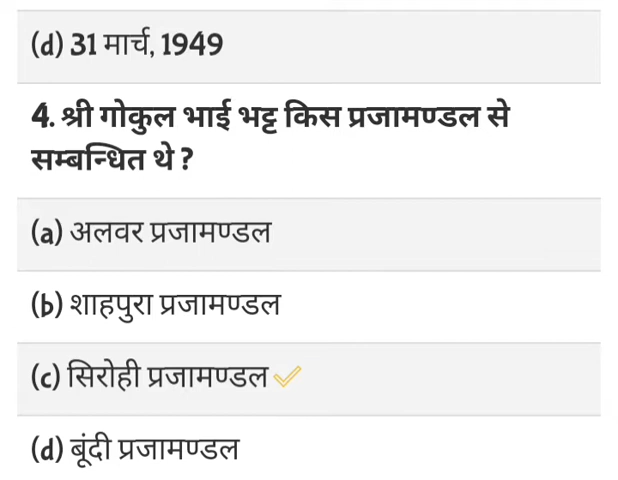 (d) 31 मार्च, 1949
4. श्री गोकुल भाई भट्ट किस प्रजामण्डल से
सम्बन्धित थे ?
(a) अलवर प्रजामण्डल
(b) शाहपुरा प्रजामण्डल
(c) सिरोही प्रजामण्डल
(d) बूंदी प्रजामण्डल